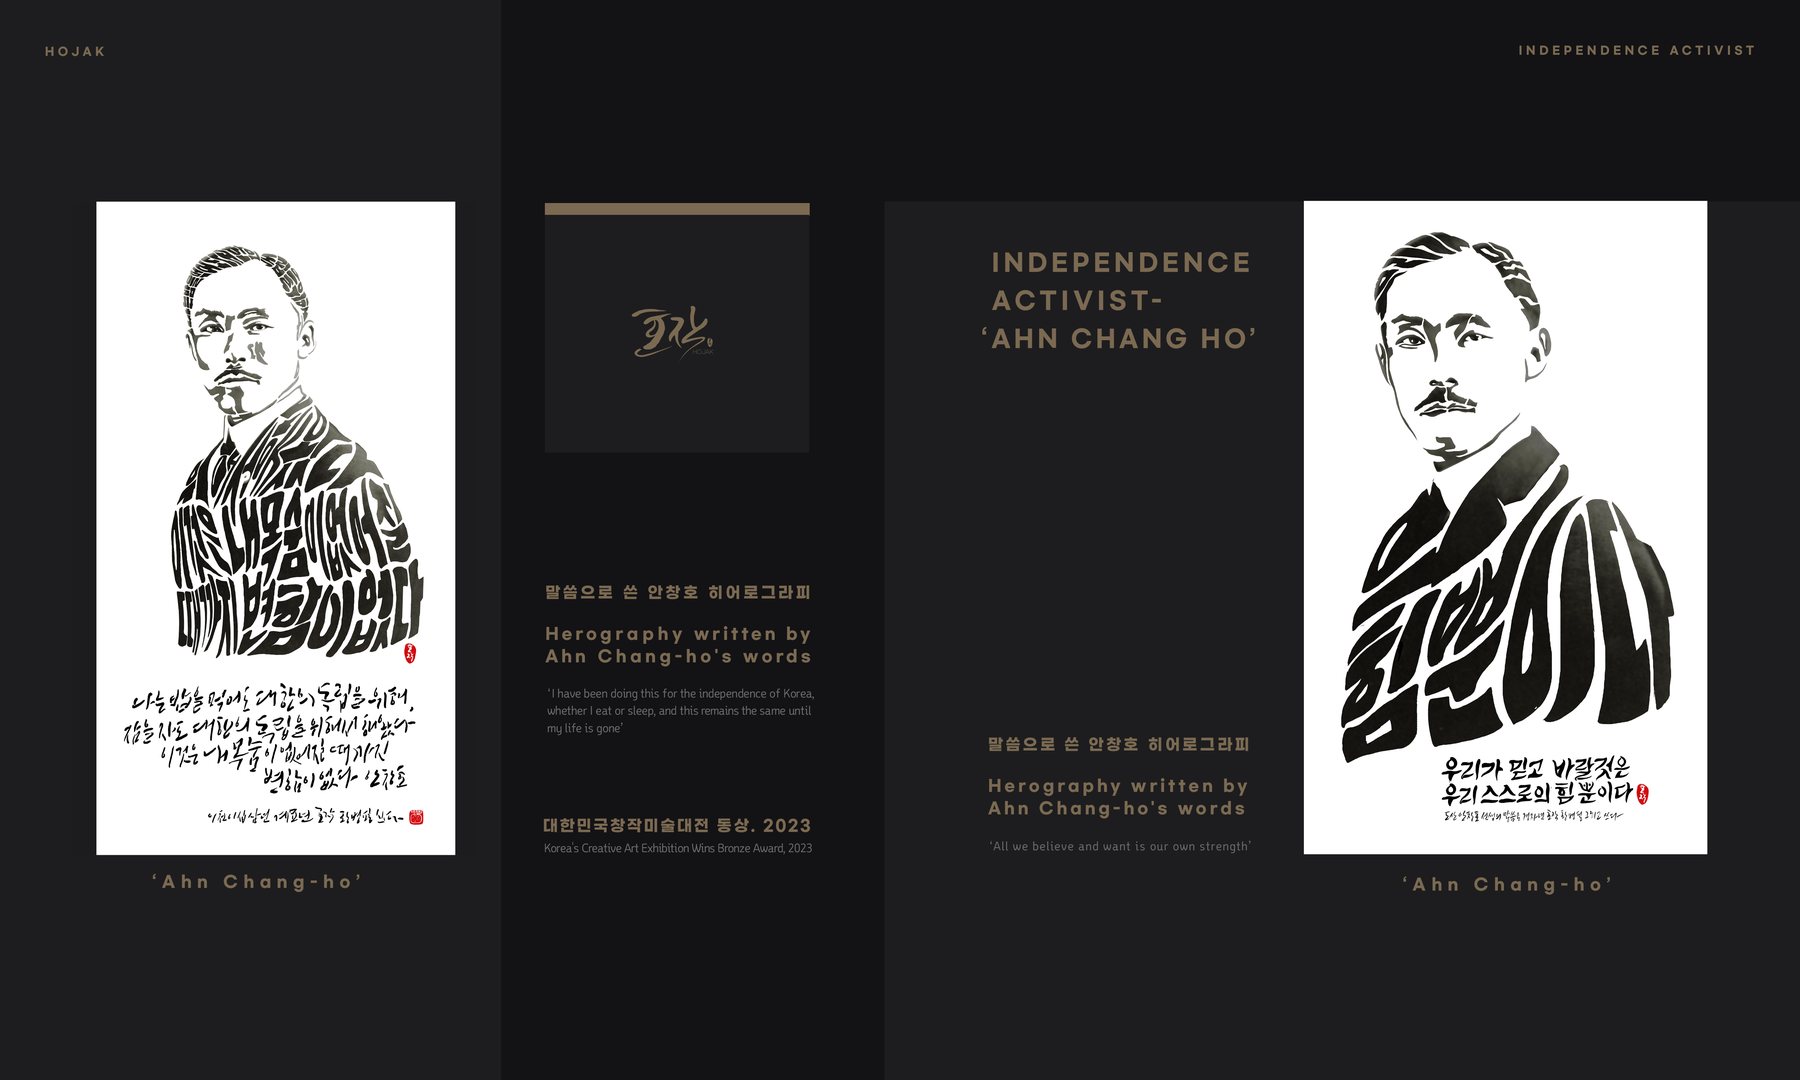 HOJAK
INDEPENDENCE ACTIVIST
이것은 내 목숨이 없어질
때까지 변함이 없다
나는 밥을 먹어도 대한의 독립을 위해,
잠을 자도 대한의 독립을 위해서 해왔다
이것은 내 목숨이 없어질 때까지
변함이 없다 안창호
‘Ahn Chang-ho’
호작
HOJAK
말씀으로 쓴 안창호 히어로그라피
Herography written by
Ahn Chang-ho's words
‘I have been doing this for the independence of Korea,
whether I eat or sleep, and this remains the same until
my life is gone’
대한민국창작미술대전 동상. 2023
Korea's Creative Art Exhibition Wins Bronze Award, 2023
INDEPENDENCE
ACTIVIST-
‘AHN CHANG HO’
말씀으로 쓴 안창호 히어로그라피
Herography written by
Ahn Chang-ho's words
‘All we believe and want is our own strength’
힘뿐이다
우리가 믿고 바랄것은
우리 스스로의 힘 뿐이다
‘Ahn Chang-ho’